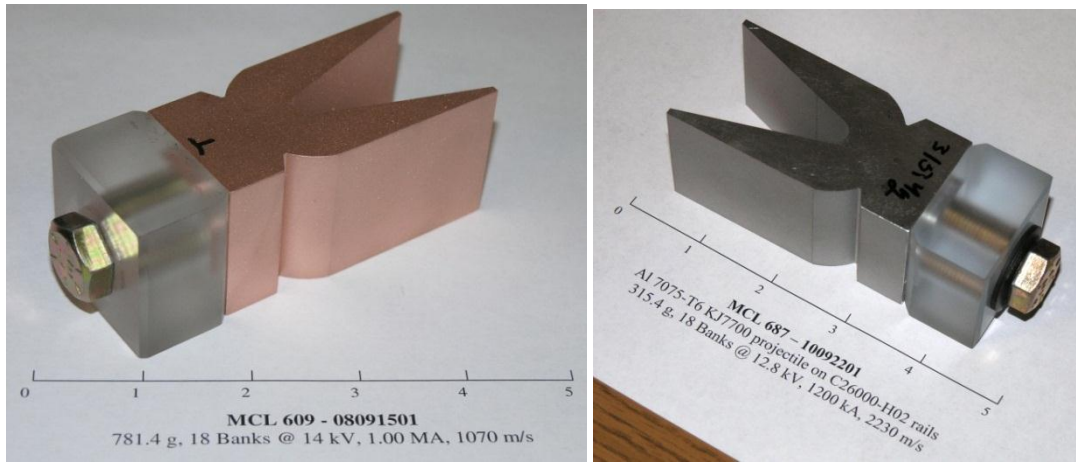 Y
0 1 2 3 4 5
MCL 609 - 08091501
781.4 g, 18 Banks @ 14 kV, 1.00 MA, 1070 m/s
315.4g
0 1 2 3 4 5
MCL 687 – 10092201
Al 7075-T6 KJ7700 projectile on C26000-H02 rails
315.4 g, 18 Banks @ 12.8 kV, 1200 kA, 2230 m/s